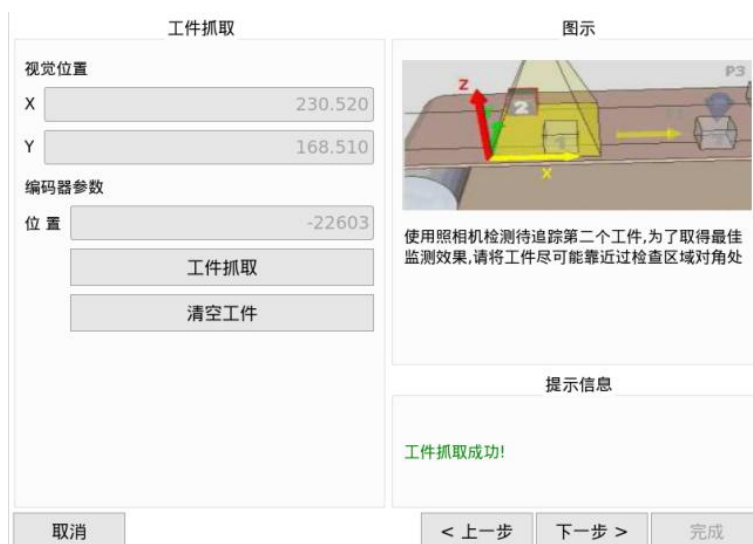 工件抓取
视觉位置
X 230.520
Y 168.510
编码器参数
位 置 -22603
工件抓取
清空工件
图示
Z
2
1
P3
X
使用照相机检测待追踪第二个工件,为了取得最佳
监测效果,请将工件尽可能靠近过检查区域对角处
提示信息
工件抓取成功!
取消
< 上一步
下一步 >
完成